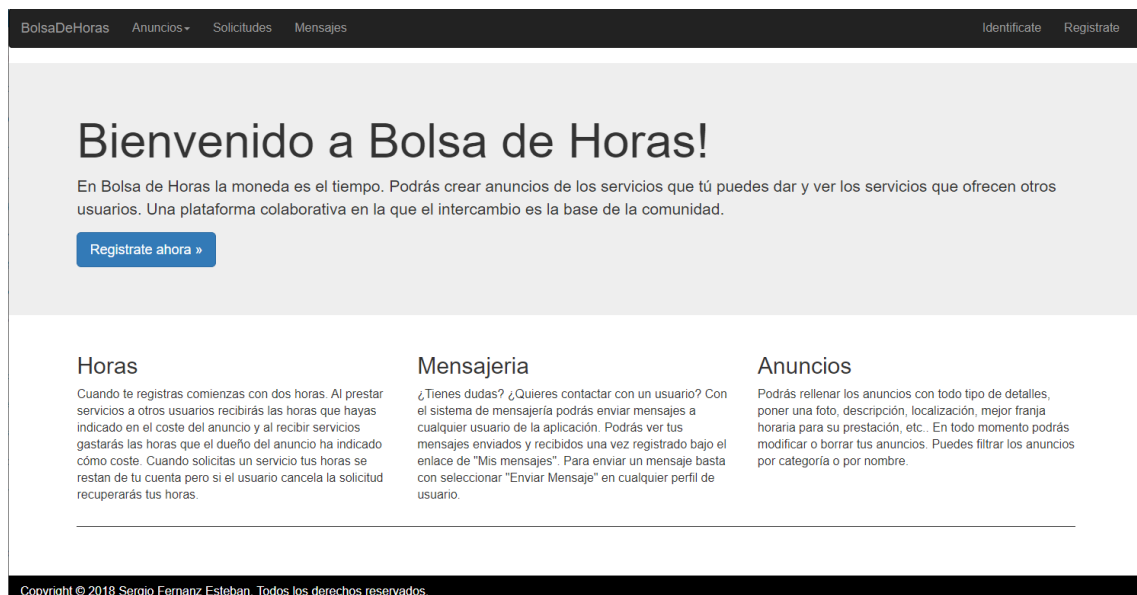 BolsaDeHoras Anuncios Solicitudes Mensajes Identificate Registrate
Bienvenido a Bolsa de Horas!
En Bolsa de Horas la moneda es el tiempo. Podrás crear anuncios de los servicios que tú puedes dar y ver los servicios que ofrecen otros
usuarios. Una plataforma colaborativa en la que el intercambio es la base de la comunidad.
Registrate ahora »
Horas
Cuando te registras comienzas con dos horas. Al prestar
servicios a otros usuarios recibirás las horas que hayas
indicado en el coste del anuncio y al recibir servicios
gastarás las horas que el dueño del anuncio ha indicado
cómo coste. Cuando solicitas un servicio tus horas se
restan de tu cuenta pero si el usuario cancela la solicitud
recuperarás tus horas.
Mensajeria
¿Tienes dudas? ¿Quieres contactar con un usuario? Con
el sistema de mensajería podrás enviar mensajes a
cualquier usuario de la aplicación. Podrás ver tus
mensajes enviados y recibidos una vez registrado bajo el
enlace de "Mis mensajes". Para enviar un mensaje basta
con seleccionar "Enviar Mensaje" en cualquier perfil de
usuario.
Anuncios
Podrás rellenar los anuncios con todo tipo de detalles,
poner una foto, descripción, localización, mejor franja
horaria para su prestación, etc.. En todo momento podrás
modificar o borrar tus anuncios. Puedes filtrar los anuncios
por categoría o por nombre.
Copyright © 2018 Sergio Fernanz Esteban. Todos los derechos reservados.